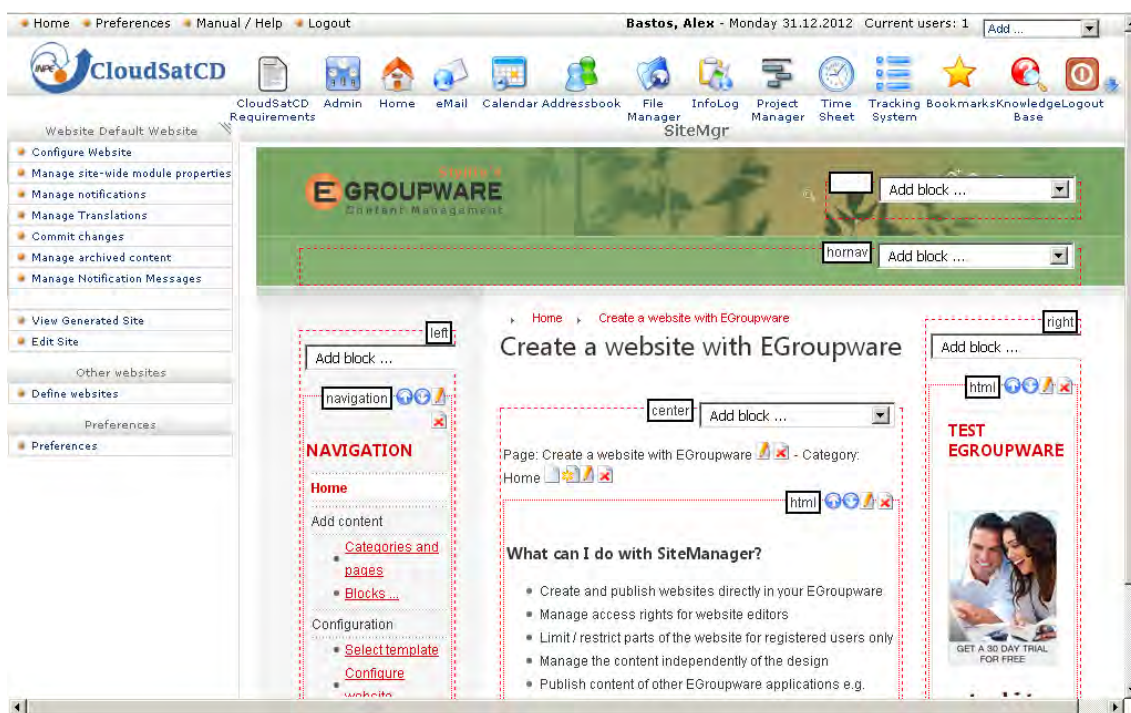 Home Preferences Manual / Help Logout
Bastos, Alex - Monday 31.12.2012 Current users: 1 Add ...
INPE CloudSatCD
CloudSatCD Requirements
Admin
Home
eMail
Calendar
Addressbook
File Manager
InfoLog
Project Manager
Time Sheet
Tracking System
Bookmarks
Knowledge Base
Logout
SiteMgr
Website Default Website
Configure Website
Manage site-wide module properties
Manage notifications
Manage Translations
Commit changes
Manage archived content
Manage Notification Messages
View Generated Site
Edit Site
Other websites
Define websites
Preferences
Preferences
EGROUPWARE
Content Management
Add block ...
hornav Add block ...
left
Add block ...
navigation
NAVIGATION
Home
Add content
Categories and
pages
Blocks ...
Configuration
Select template
Configure
website
Home Create a website with EGroupware
Create a website with EGroupware
center Add block ...
Page: Create a website with EGroupware - Category:
Home
html
What can I do with SiteManager?
Create and publish websites directly in your EGroupware
Manage access rights for website editors
Limit / restrict parts of the website for registered users only
Manage the content independently of the design
Publish content of other EGroupware applications e.g.
right
Add block ...
html
TEST
EGROUPWARE
GET A 30 DAY TRIAL
FOR FREE